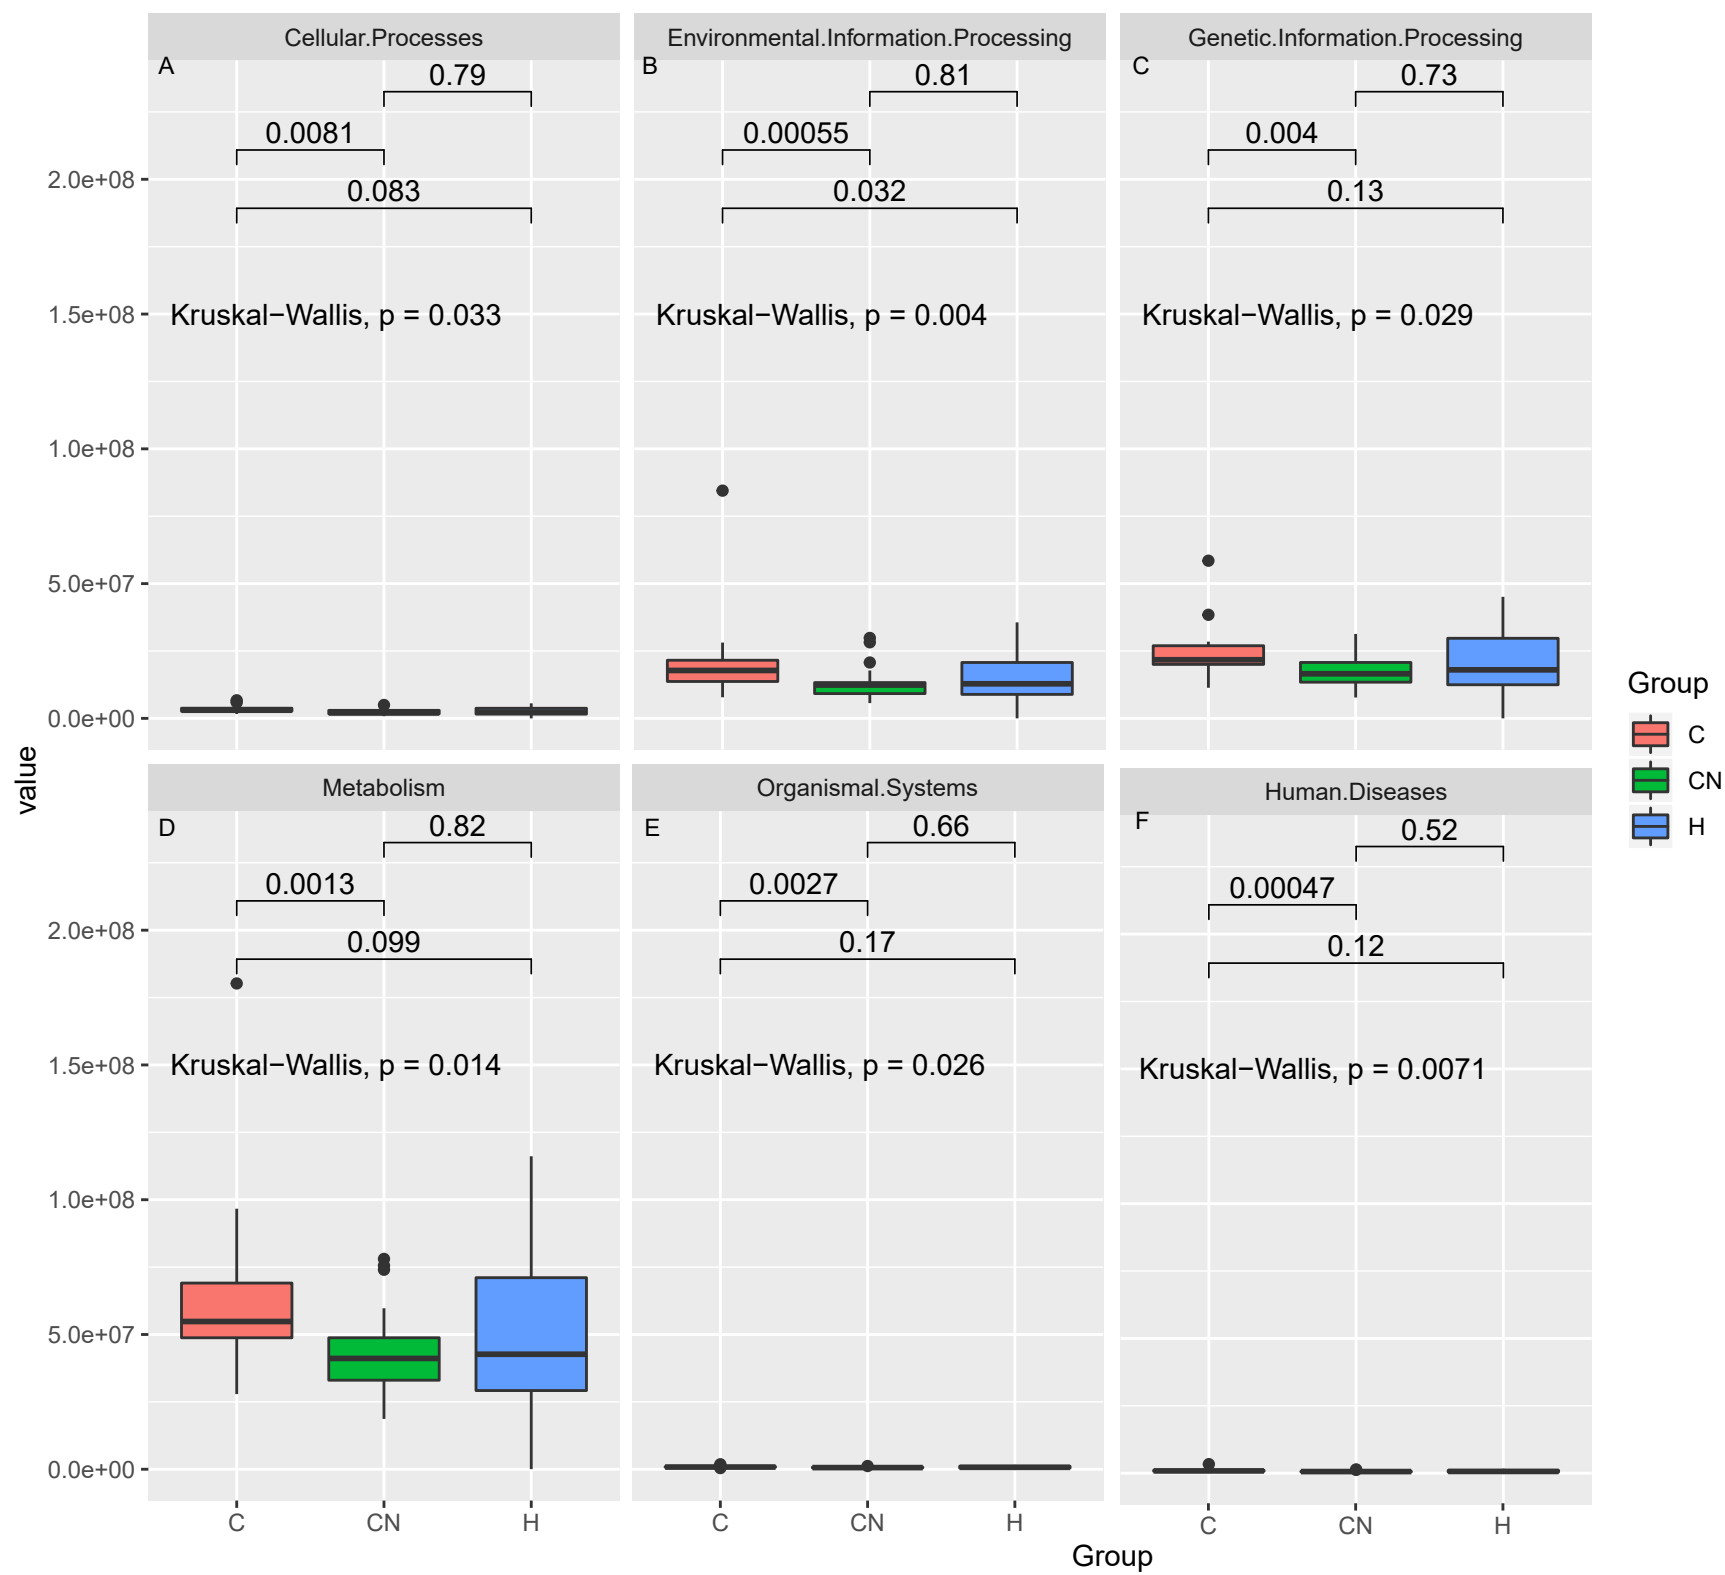 Cellular.Processes
A
0.79
0.0081
0.083
Kruskal−Wallis, p = 0.033
Environmental.Information.Processing
B
0.81
0.00055
0.032
Kruskal−Wallis, p = 0.004
Genetic.Information.Processing
C
0.73
0.004
0.13
Kruskal−Wallis, p = 0.029
2.0e+08
1.5e+08
1.0e+08
5.0e+07
0.0e+00
value
Metabolism
D
0.82
0.0013
0.099
Kruskal−Wallis, p = 0.014
Organismal.Systems
E
0.66
0.0027
0.17
Kruskal−Wallis, p = 0.026
Human.Diseases
F
0.52
0.00047
0.12
Kruskal−Wallis, p = 0.0071
2.0e+08
1.5e+08
1.0e+08
5.0e+07
0.0e+00
C CN H
C CN H
C CN H
Group
Group
C
CN
H